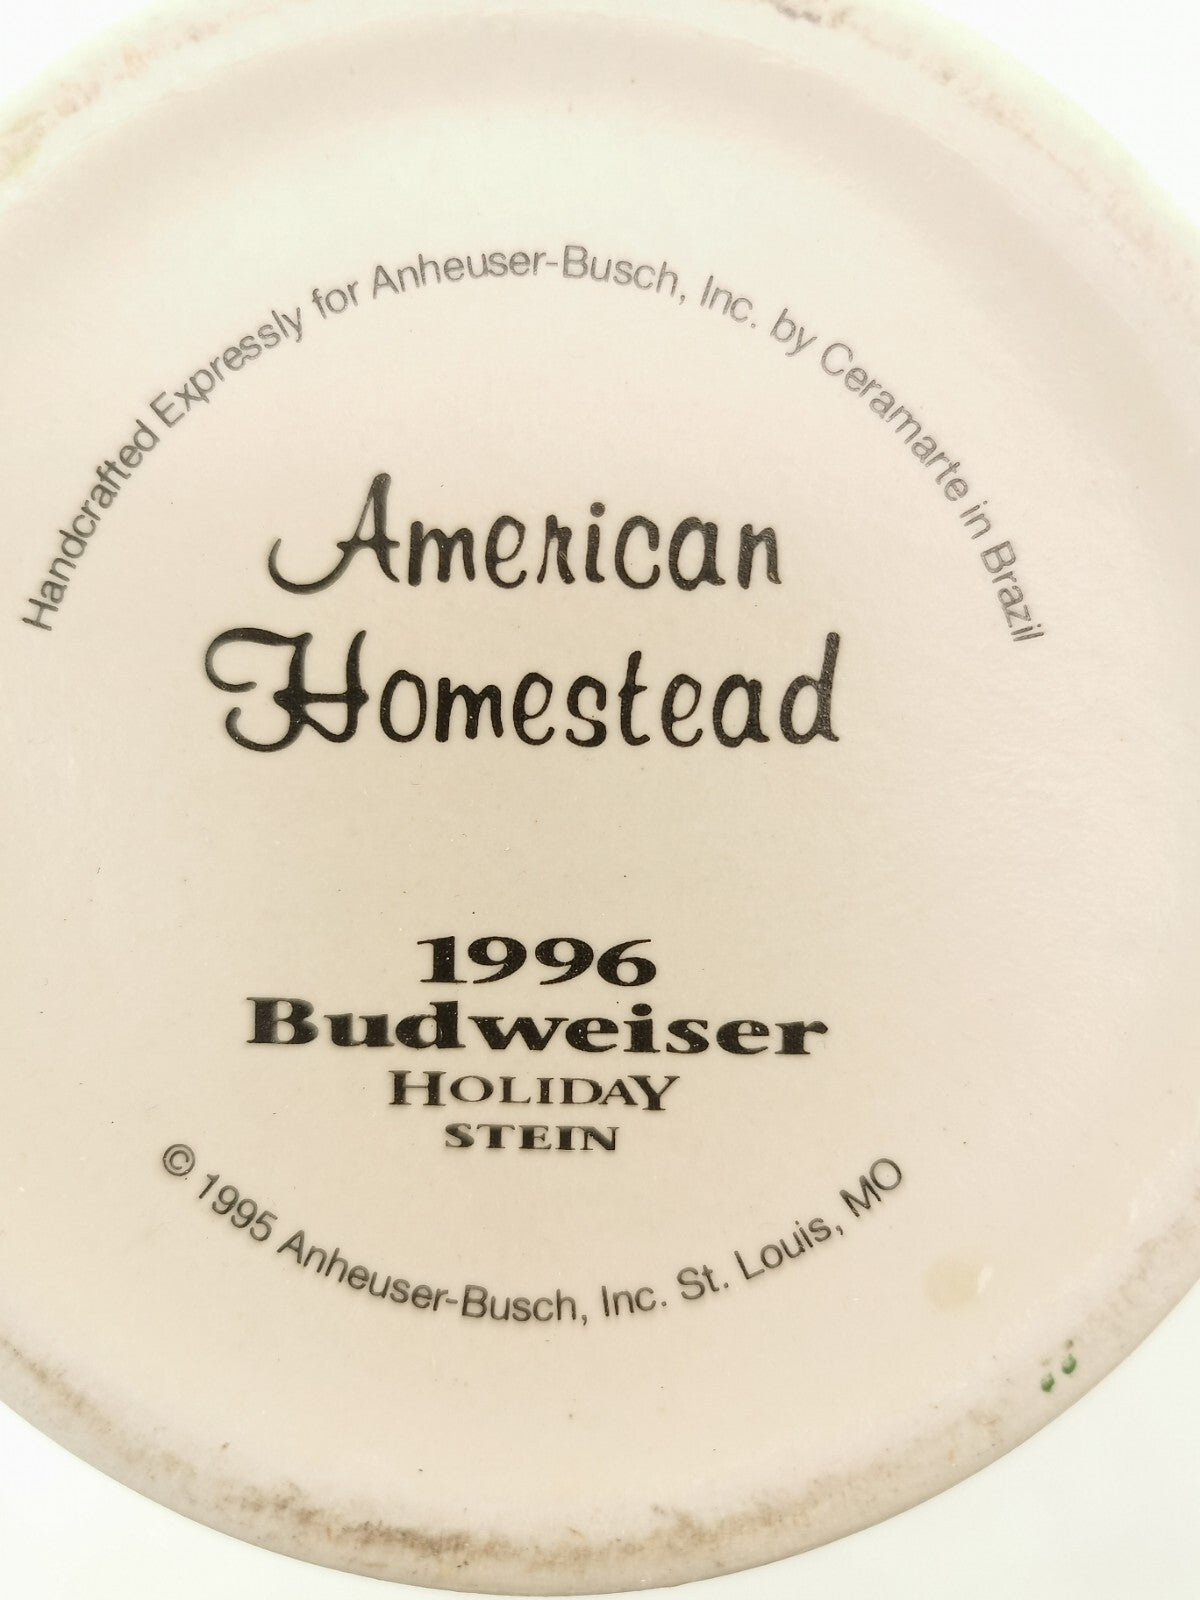 Handcrafted Expressly for Anheuser-Busch, Inc. by Ceramarte in Brazil
American
Homestead
1996
Budweiser
HOLIDAY
STEIN
© 1995 Anheuser-Busch, Inc. St. Louis, MO